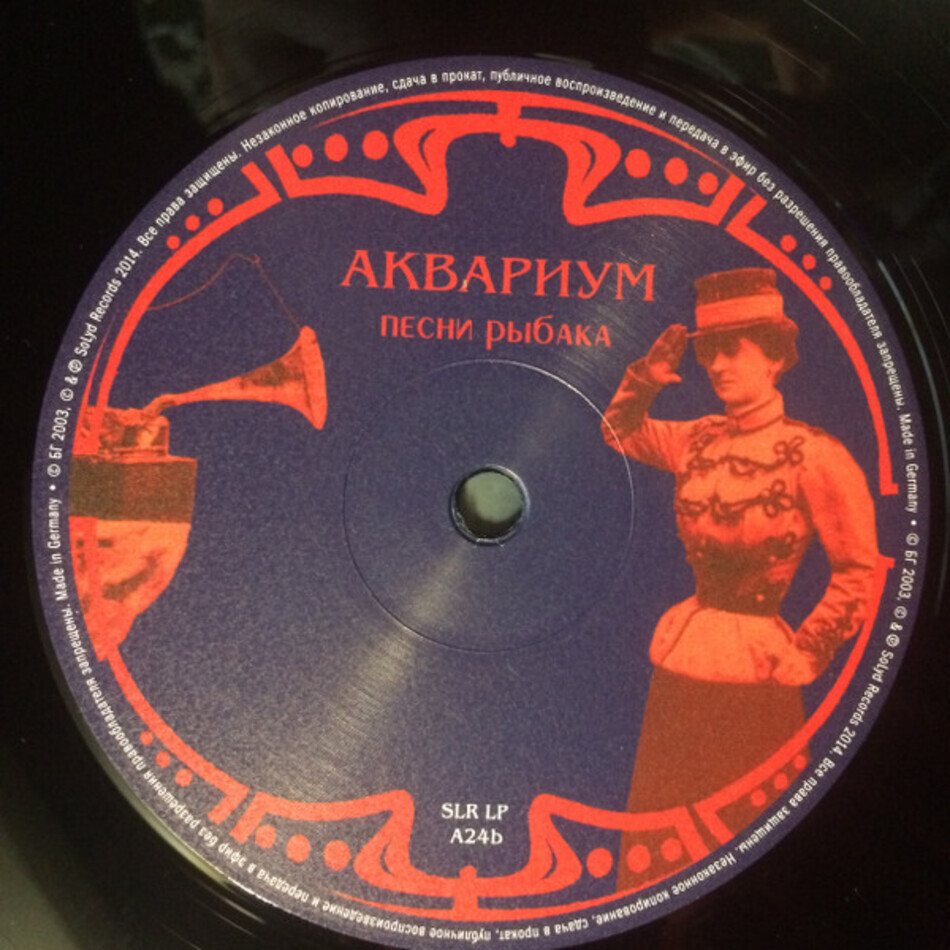 АКВАРИУМ
ПЕСНИ РЫБАКА
SLR LP
A24b
© БГ 2003, © & ℗ Solyd Records 2014. Все права защищены. Незаконное копирование, сдача в прокат, публичное воспроизведение и передача в эфир без разрешения правообладателя запрещены. Made in Germany •
© БГ 2003, © & ℗ Solyd Records 2014. Все права защищены. Незаконное копирование, сдача в прокат, публичное воспроизведение и передача в эфир без разрешения правообладателя запрещены. Made in Germany •